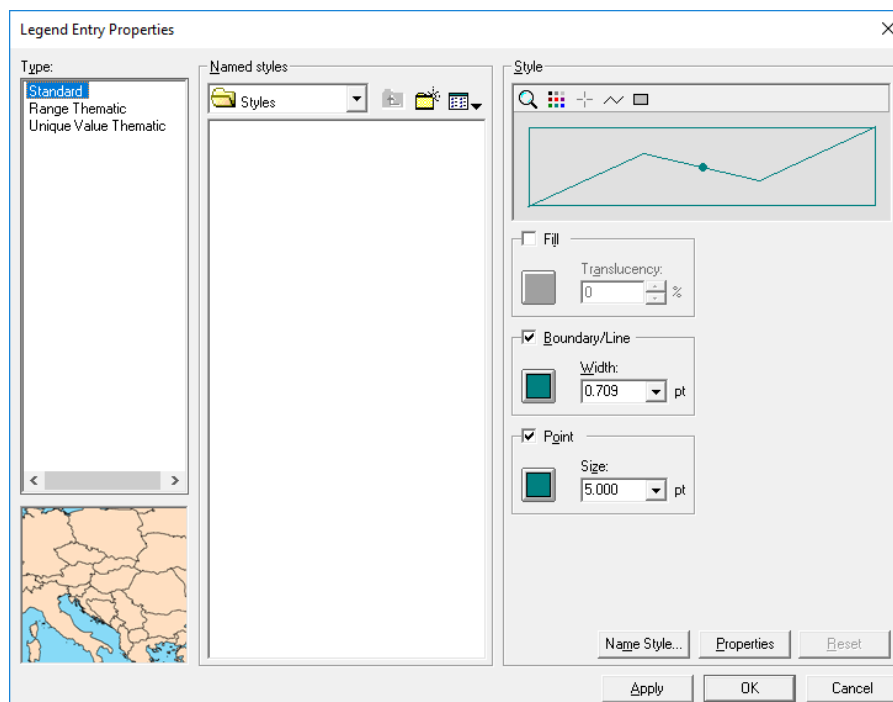 Legend Entry Properties
Type:
Standard
Range Thematic
Unique Value Thematic
Named styles
Styles
Style
Fill
Translucency:
0 %
Boundary/Line
Width:
0.709 pt
Point
Size:
5.000 pt
Name Style...
Properties
Reset
Apply
OK
Cancel